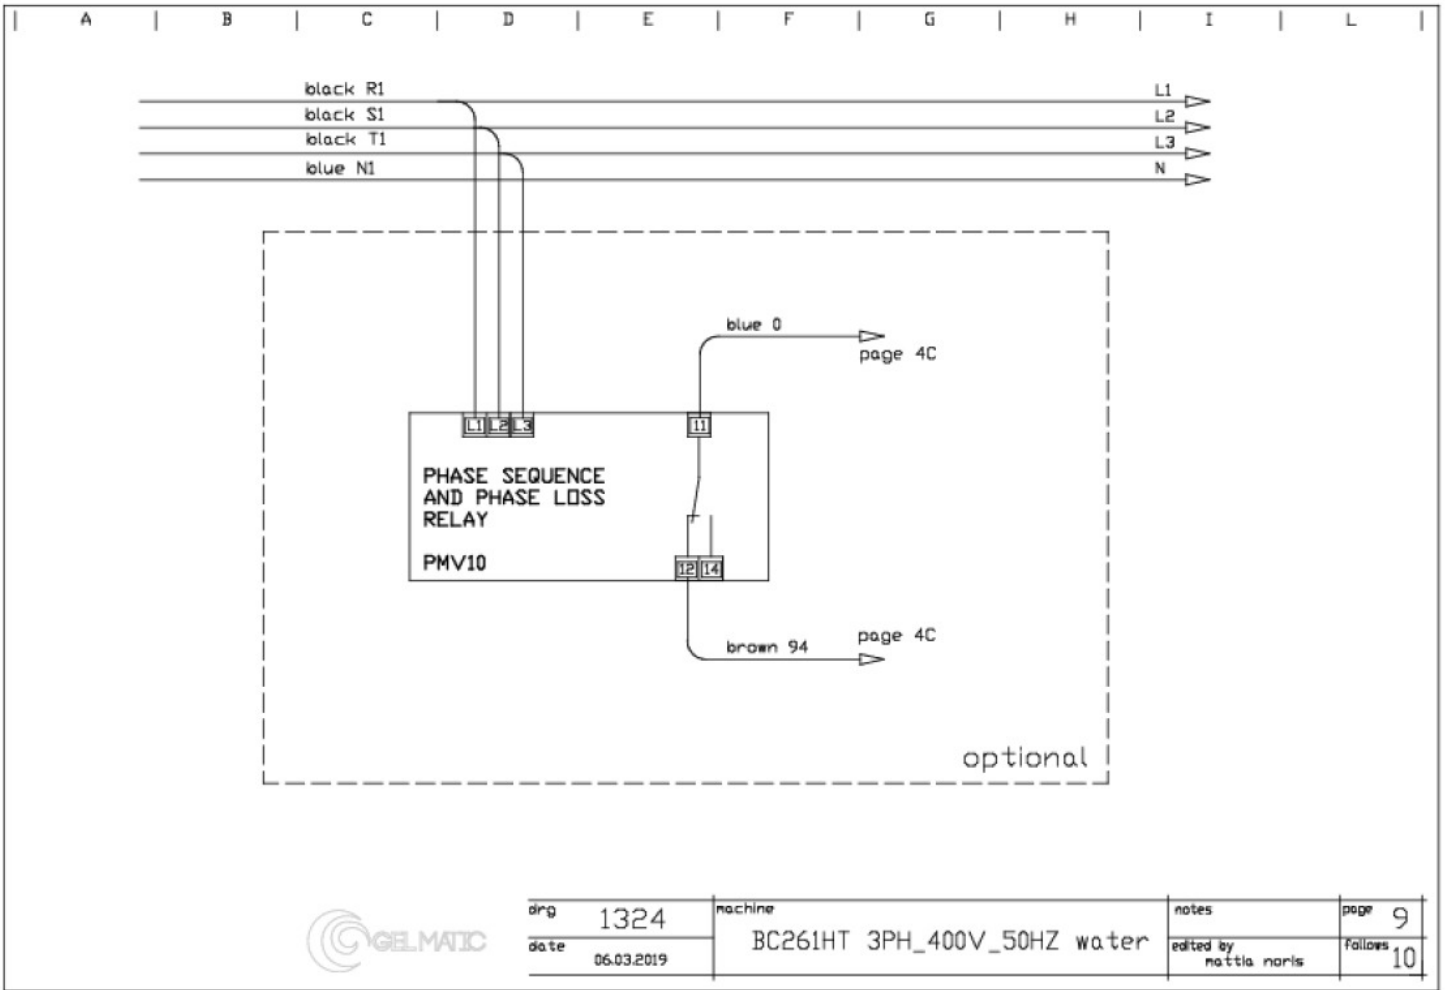 A B C D E F G H I L
black R1 L1
black S1 L2
black T1 L3
blue N1 N
blue 0
page 4C
L1 L2 L3 11
PHASE SEQUENCE
AND PHASE LOSS
RELAY
PMV10
12 14
page 4C
brown 94
optional
GELMATIC
drg 1324
date 06.03.2019
machine
BC261HT 3PH_400V_50HZ water
notes
edited by
mattia noris
page 9
follows 10